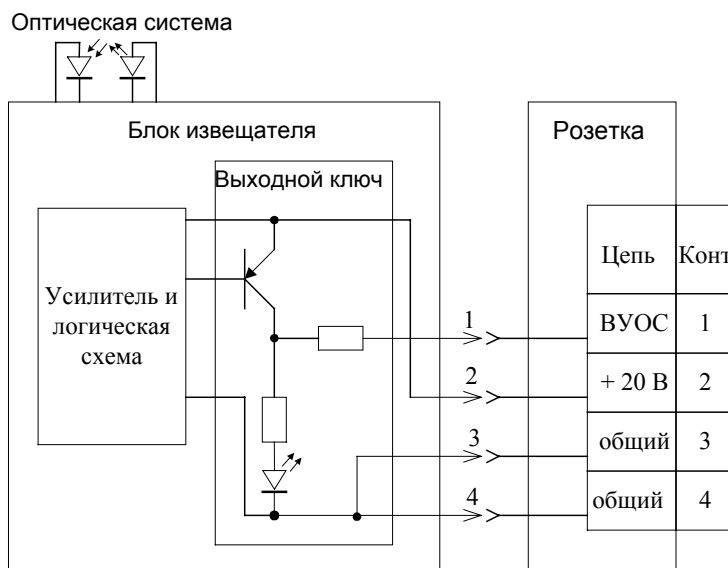 Оптическая система
Блок извещателя
Розетка
Выходной ключ
Усилитель и
логическая
схема
Цепь Конт
1 ВУОС 1
2 + 20 В 2
3 общий 3
4 общий 4